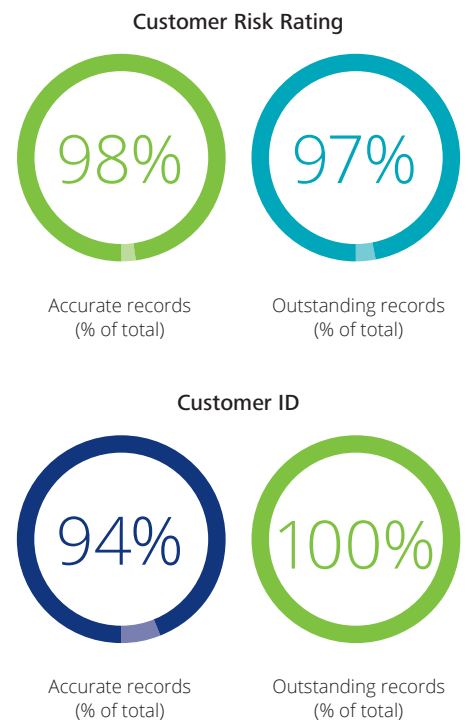 Customer Risk Rating
98%
97%
Accurate records
(% of total)
Outstanding records
(% of total)
Customer ID
94%
100%
Accurate records
(% of total)
Outstanding records
(% of total)